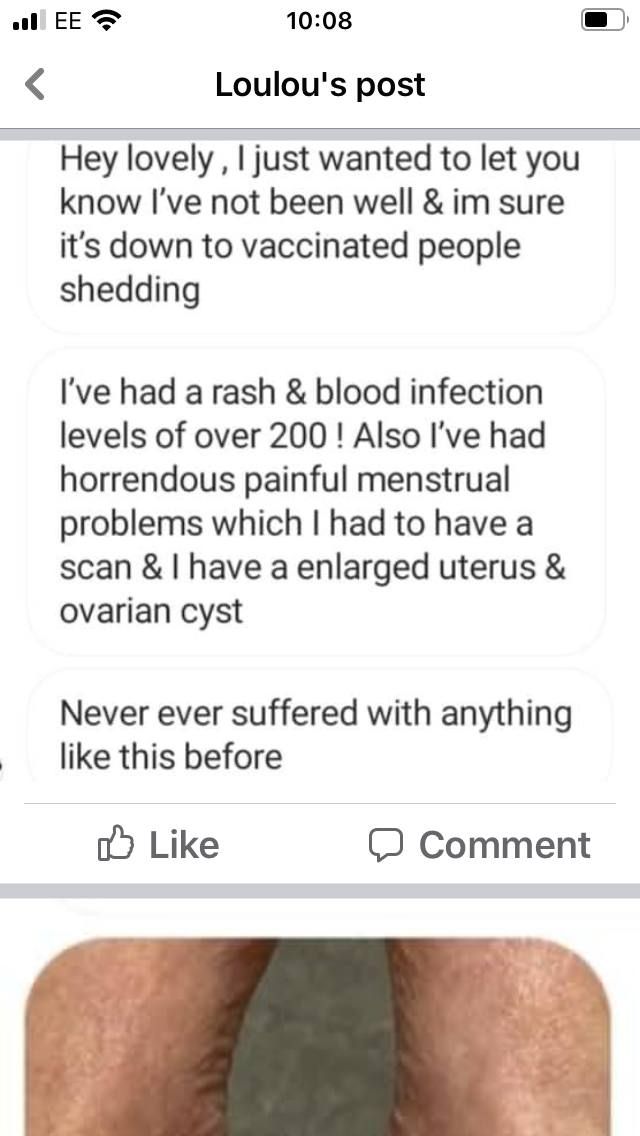 EE 10:08
Loulou's post
Hey lovely , I just wanted to let you
know I've not been well & im sure
it's down to vaccinated people
shedding
I've had a rash & blood infection
levels of over 200 ! Also I've had
horrendous painful menstrual
problems which I had to have a
scan & I have a enlarged uterus &
ovarian cyst
Never ever suffered with anything
like this before
Like Comment